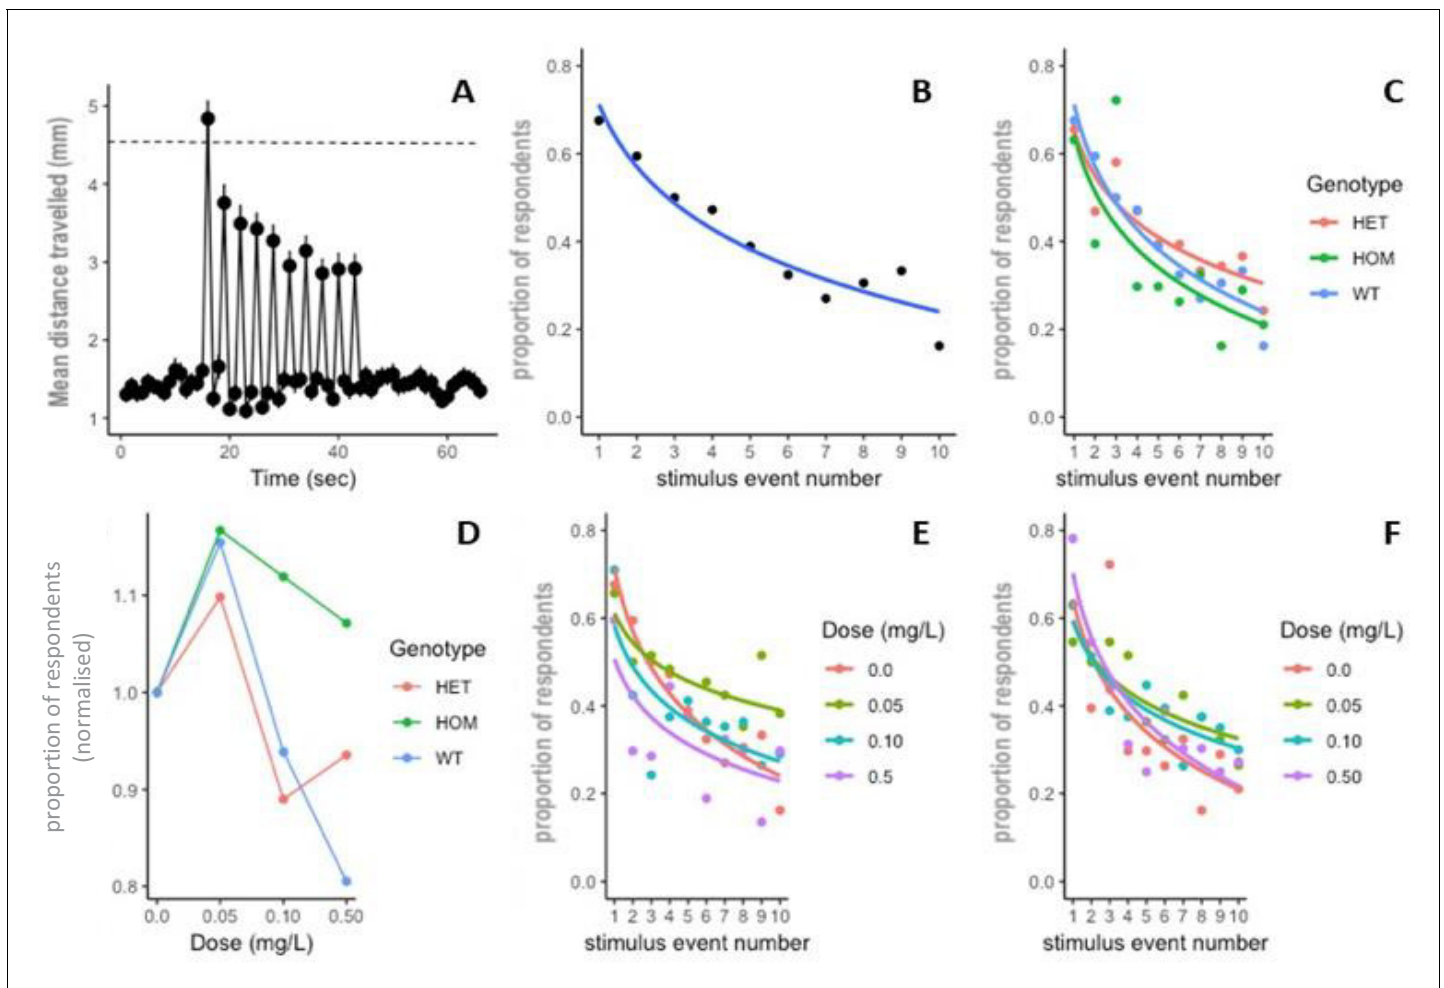 A
Mean distance travelled (mm)
5
4
3
2
1
0 20 40 60
Time (sec)
B
proportion of respondents
0.8
0.6
0.4
0.2
0.0
1 2 3 4 5 6 7 8 9 10
stimulus event number
C
proportion of respondents
0.8
0.6
0.4
0.2
0.0
1 2 3 4 5 6 7 8 9 10
stimulus event number
Genotype
HET
HOM
WT
D
proportion of respondents
(normalised)
1.1
1.0
0.9
0.8
0.0 0.05 0.10 0.50
Dose (mg/L)
Genotype
HET
HOM
WT
E
proportion of respondents
0.8
0.6
0.4
0.2
0.0
1 2 3 4 5 6 7 8 9 10
stimulus event number
Dose (mg/L)
0.0
0.05
0.10
0.5
F
proportion of respondents
0.8
0.6
0.4
0.2
0.0
1 2 3 4 5 6 7 8 9 10
stimulus event number
Dose (mg/L)
0.0
0.05
0.10
0.50